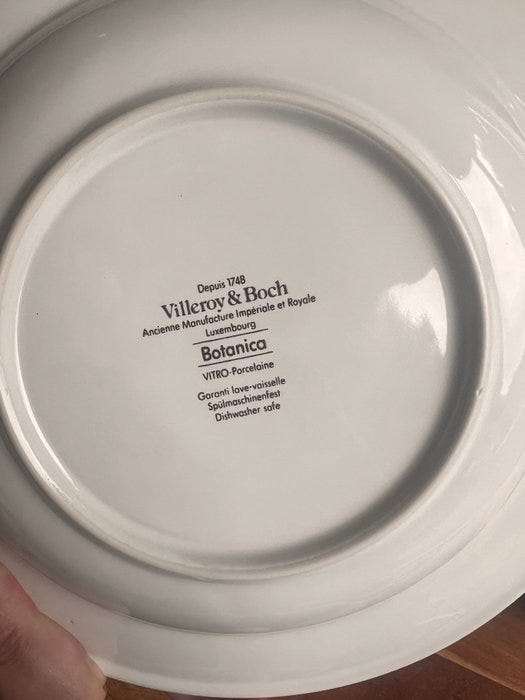 Depuis 1748
Villeroy & Boch
Ancienne Manufacture Impériale et Royale
Luxembourg
Botanica
VITRO-Porcelaine
Garanti lave-vaisselle
Spülmaschinenfest
Dishwasher safe